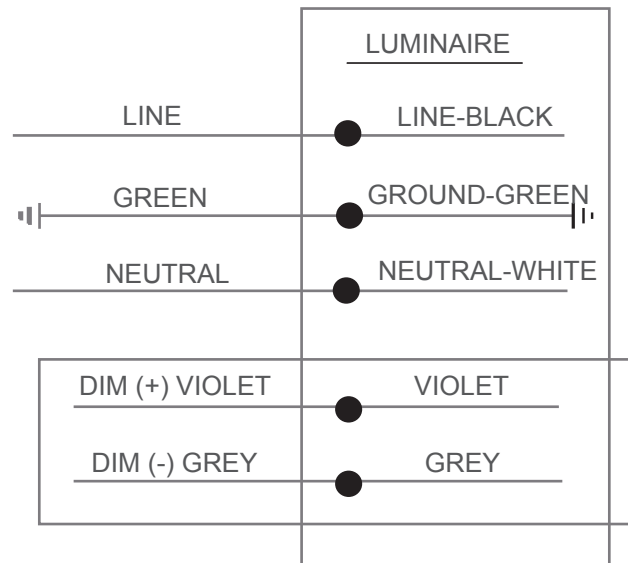 LUMINAIRE
LINE LINE-BLACK
GREEN GROUND-GREEN
NEUTRAL NEUTRAL-WHITE
DIM (+) VIOLET VIOLET
DIM (-) GREY GREY